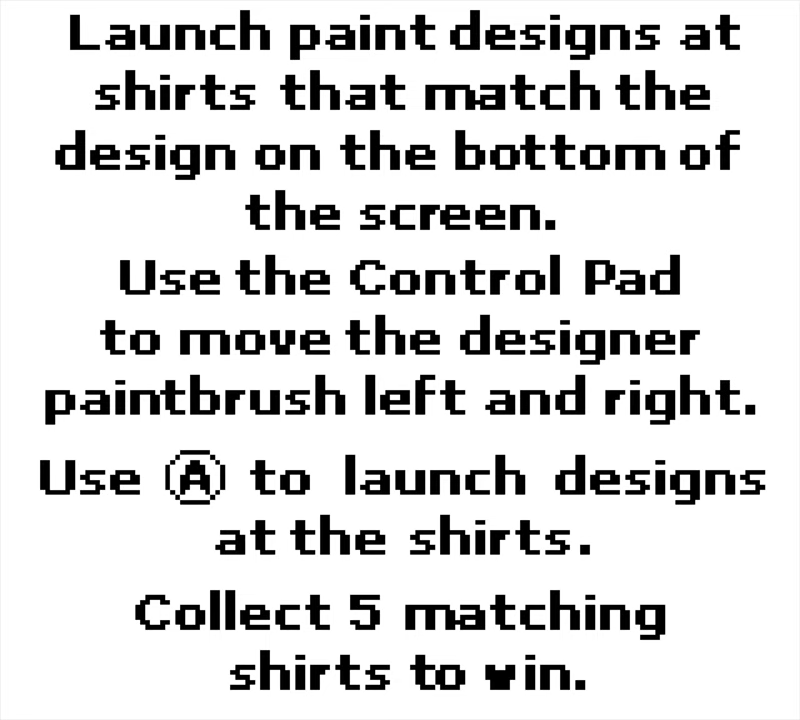 Launch paint designs at
shirts that match the
design on the bottom of
the screen.
Use the Control Pad
to move the designer
paintbrush left and right.
Use Ⓐ to launch designs
at the shirts.
Collect 5 matching
shirts to win.